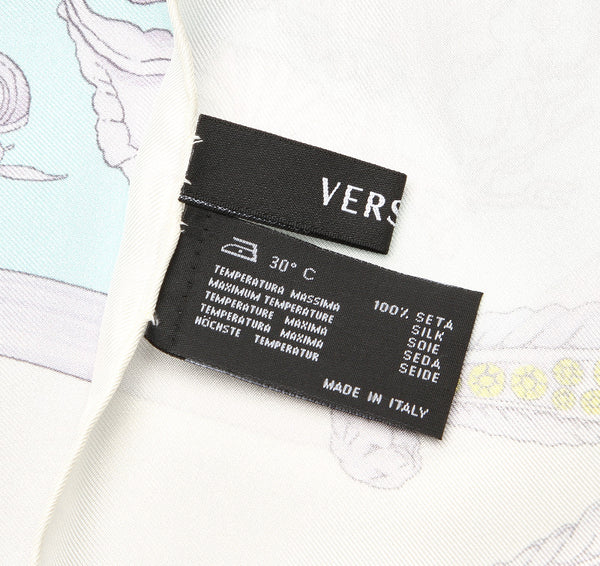 VERS
30° C
TEMPERATURA MASSIMA
MAXIMUM TEMPERATURE
TEMPERATURE MAXIMA
TEMPERATURA MAXIMA
HÖCHSTE TEMPERATUR
100% SETA
SILK
SOIE
SEDA
SEIDE
MADE IN ITALY